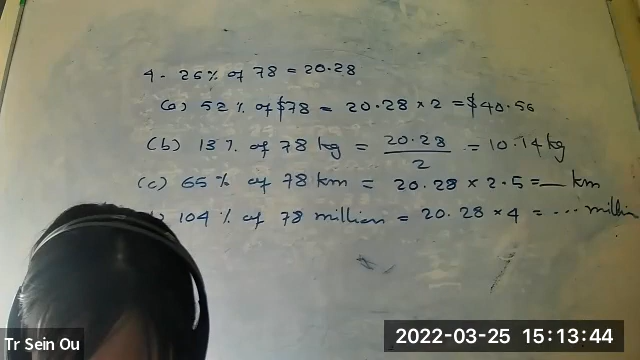 4. 26% of 78 = 20.28
(a) 52% of $78 = 20.28 × 2 = $40.56
(b) 13% of 78 kg = 20.28/2 = 10.14 kg
(c) 65% of 78 km = 20.28 × 2.5 = __ km
104% of 78 million = 20.28 × 4 = ... millin
Tr Sein Ou
2022-03-25 15:13:44